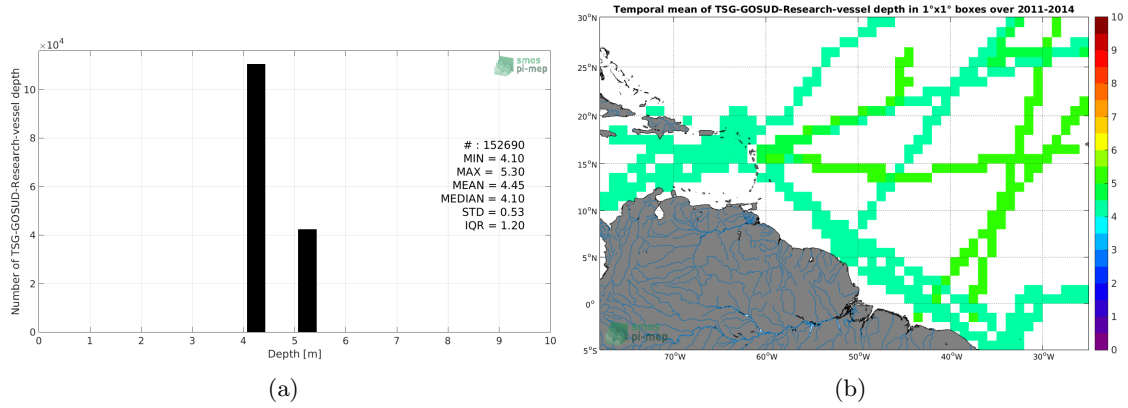 ×10⁴
10
8
6
4
2
0
Number of TSG-GOSUD-Research-vessel depth
smos
pi-mep
# : 152690
MIN = 4.10
MAX = 5.30
MEAN = 4.45
MEDIAN = 4.10
STD = 0.53
IQR = 1.20
0 1 2 3 4 5 6 7 8 9 10
Depth [m]
(a)
Temporal mean of TSG-GOSUD-Research-vessel depth in 1°x1° boxes over 2011-2014
30°N
25°N
20°N
15°N
10°N
5°N
0°
5°S
70°W 60°W 50°W 40°W 30°W
smos
pi-mep
10
9
8
7
6
5
4
3
2
1
0
(b)